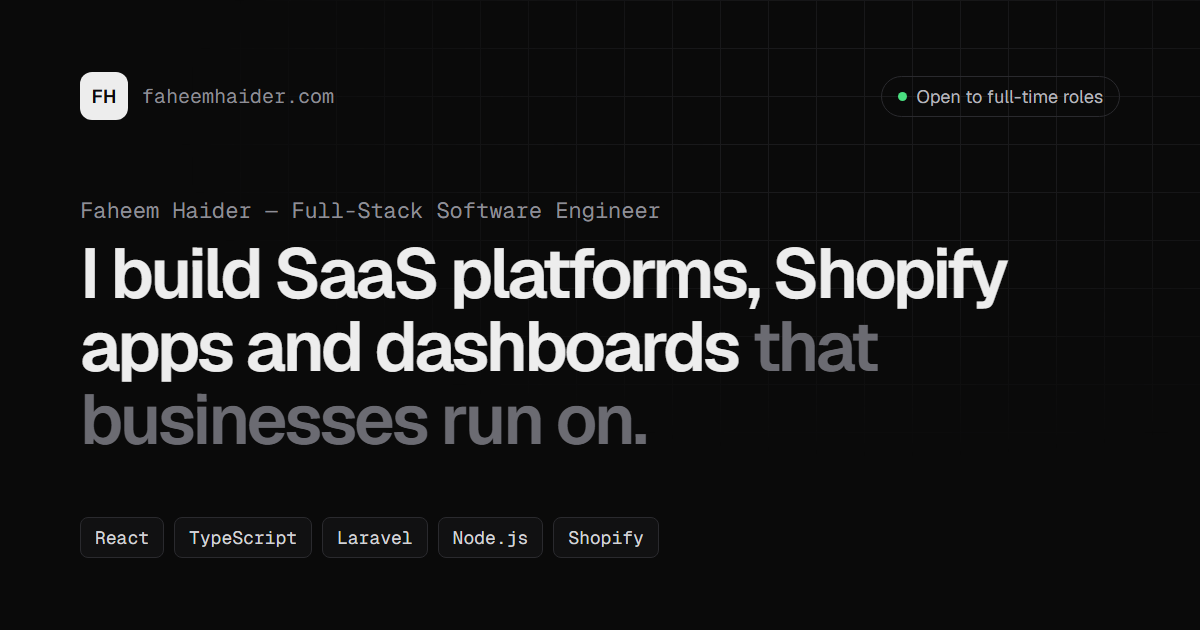 FH faheemhaider.com
Open to full-time roles
Faheem Haider — Full-Stack Software Engineer
I build SaaS platforms, Shopify
apps and dashboards that
businesses run on.
React TypeScript Laravel Node.js Shopify